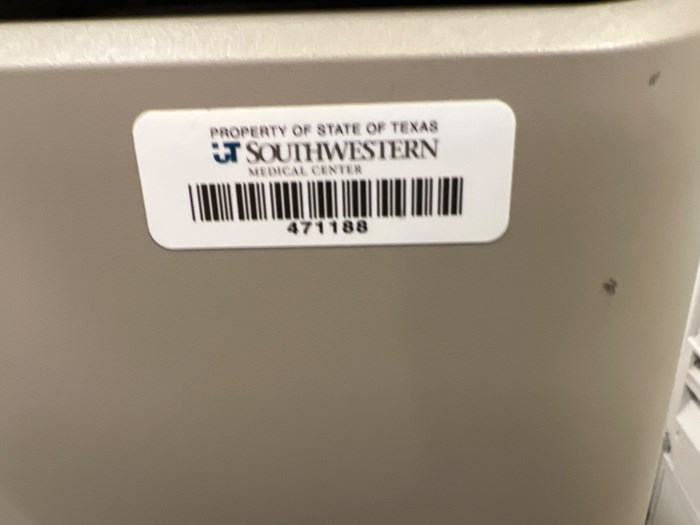 PROPERTY OF STATE OF TEXAS
UT SOUTHWESTERN
MEDICAL CENTER
471188